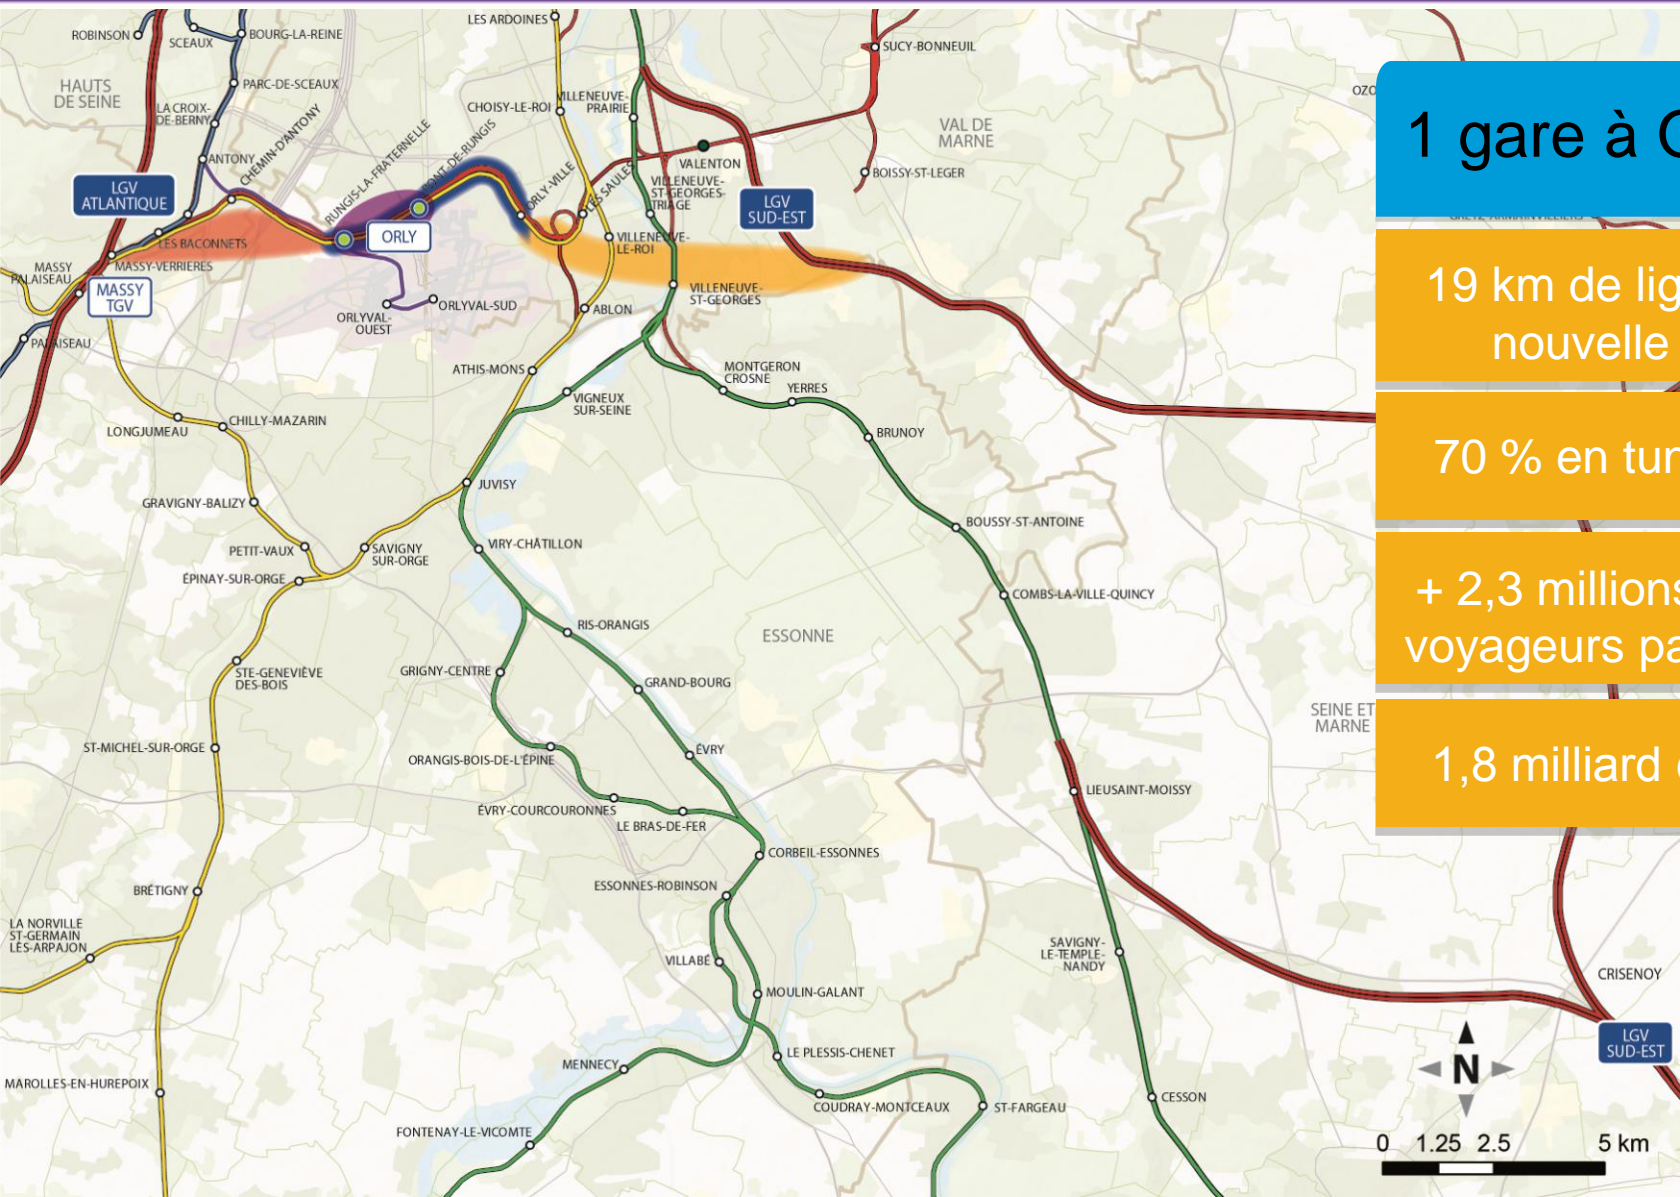 ROBINSON
SCEAUX
BOURG-LA-REINE
LES ARDOINES
SUCY-BONNEUIL
HAUTS
DE SEINE
PARC-DE-SCEAUX
LA CROIX-
DE-BERNY
CHOISY-LE-ROI
VILLENEUVE-
PRAIRIE
VAL DE
MARNE
OZO
1 gare à
ANTONY
CHEMIN-D'ANTONY
RUNGIS-LA-FRATERNELLE
PONT-DE-RUNGIS
ORLY-VILLE
LES SAULES
VALENTON
BOISSY-ST-LEGER
LGV
ATLANTIQUE
VILLENEUVE-
ST-GEORGES-
TRIAGE
LGV
SUD-EST
GRETZ-ARMAINVILLIERS
ORLY
LES BACONNETS
VILLENEUVE-
LE-ROI
MASSY-VERRIERES
MASSY
PALAISEAU
MASSY
TGV
VILLENEUVE-
ST-GEORGES
19 km de lig
nouvelle
ORLYVAL-
OUEST
ORLYVAL-SUD
ABLON
PALAISEAU
ATHIS-MONS
MONTGERON
CROSNE
YERRES
VIGNEUX
SUR-SEINE
LONGJUMEAU
CHILLY-MAZARIN
BRUNOY
70 % en tun
JUVISY
GRAVIGNY-BALIZY
BOUSSY-ST-ANTOINE
PETIT-VAUX
SAVIGNY
SUR-ORGE
VIRY-CHÂTILLON
ÉPINAY-SUR-ORGE
COMBS-LA-VILLE-QUINCY
+ 2,3 millions
voyageurs pa
RIS-ORANGIS
ESSONNE
STE-GENEVIÈVE
DES-BOIS
GRIGNY-CENTRE
GRAND-BOURG
SEINE ET
MARNE
ST-MICHEL-SUR-ORGE
ORANGIS-BOIS-DE-L'ÉPINE
ÉVRY
1,8 milliard
LIEUSAINT-MOISSY
ÉVRY-COURCOURONNES
LE BRAS-DE-FER
CORBEIL-ESSONNES
BRÉTIGNY
ESSONNES-ROBINSON
LA NORVILLE
ST-GERMAIN
LÈS-ARPAJON
VILLABÉ
SAVIGNY-
LE-TEMPLE-
NANDY
CRISENOY
MOULIN-GALANT
LGV
SUD-EST
MENNECY
LE PLESSIS-CHENET
N
MAROLLES-EN-HUREPOIX
COUDRAY-MONTCEAUX
ST-FARGEAU
CESSON
FONTENAY-LE-VICOMTE
0 1.25 2.5 5 km